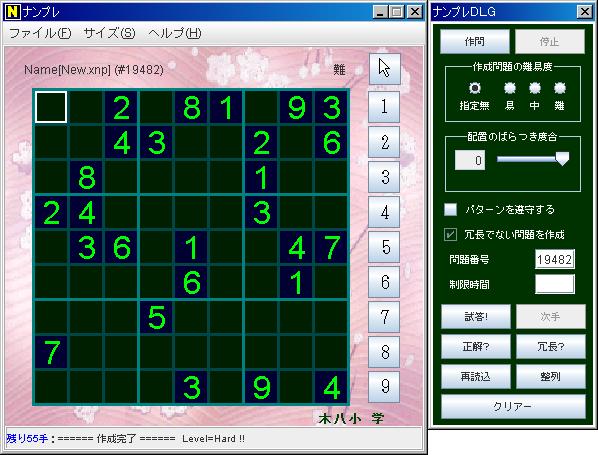 ナンプレ
ファイル(F) サイズ(S) ヘルプ(H)
Name[New.xnp] (#19482) 難
2 8 1 9 3
4 3 2 6
8 1
2 4 3
3 6 1 4 7
6 1
5
7
3 9 4
1
2
3
4
5
6
7
8
9
木八小 学
残り55手：====== 作成完了 ====== Level=Hard !!
ナンプレDLG
作問 停止
作成問題の難易度
指定無 易 中 難
配置のばらつき度合
0
パターンを遵守する
冗長でない問題を作成
問題番号 19482
制限時間
試答! 次手
正解? 冗長?
再読込 整列
クリアー